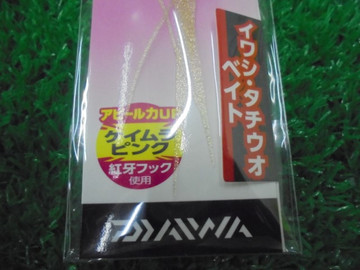 イワシ・タチウオ
ベイト
アピール力UP
ケイムラ
ピンク
紅牙フック
使用
DAIWA